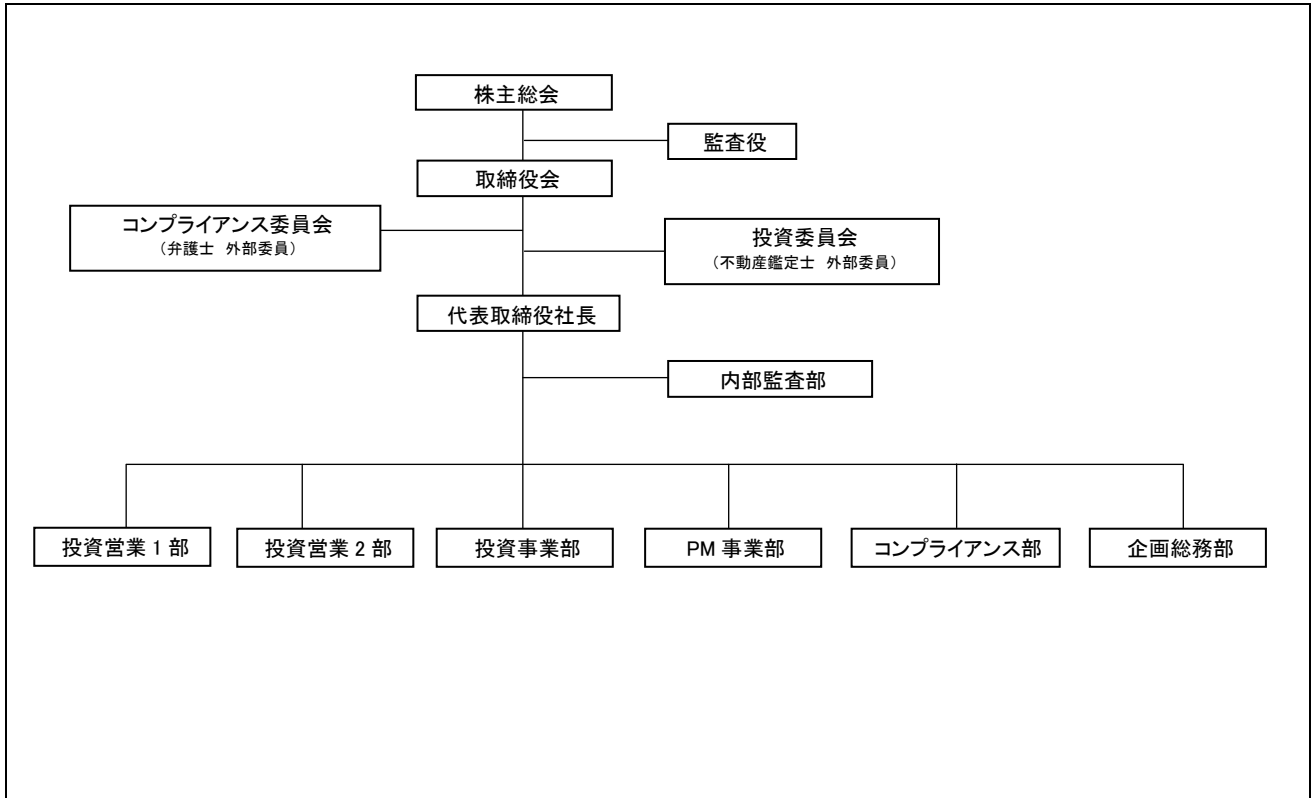 株主総会
監査役
取締役会
コンプライアンス委員会
（弁護士 外部委員）
投資委員会
（不動産鑑定士 外部委員）
代表取締役社長
内部監査部
投資営業 1 部
投資営業 2 部
投資事業部
PM 事業部
コンプライアンス部
企画総務部